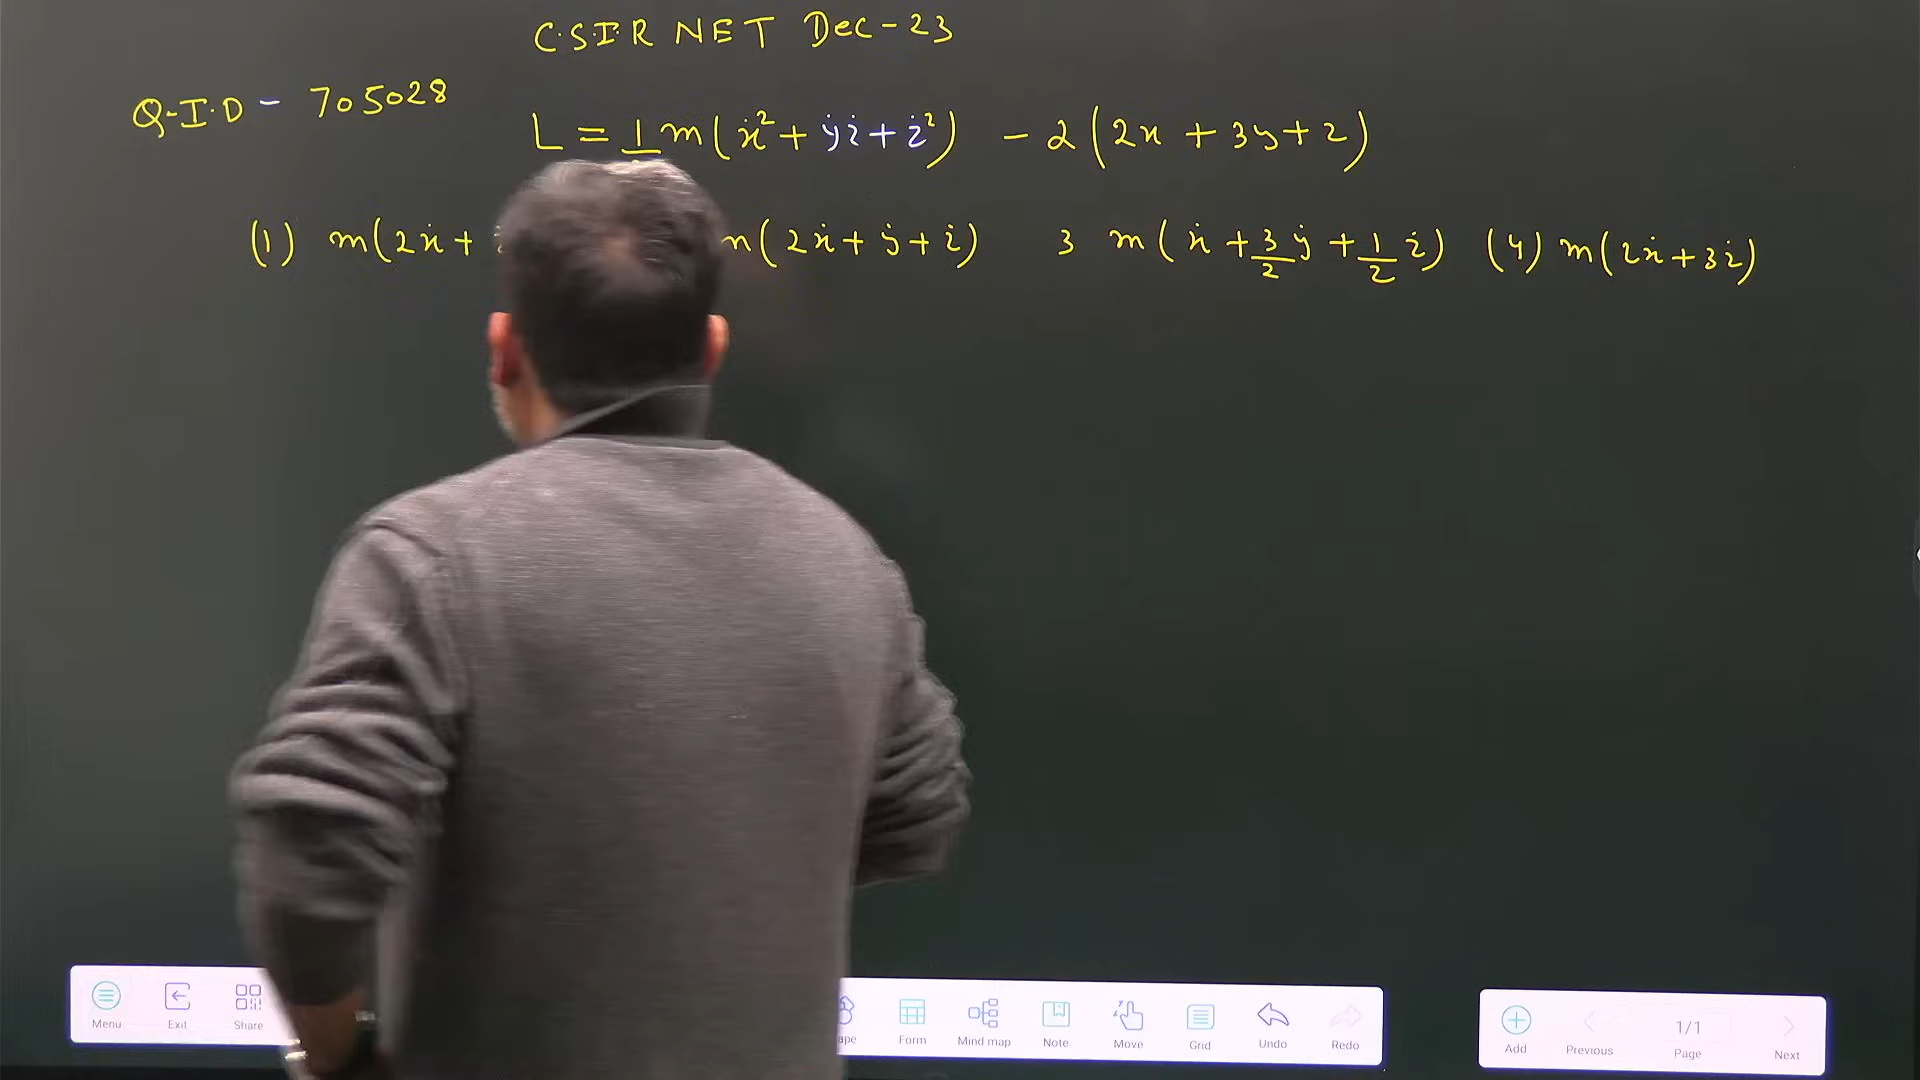 C.S.I.R NET Dec-23
Q.I.D - 705028
L = 1 m(ẋ² + ẏż + ż²) - 2(2x + 3y + z)
(1) m(2ẋ + m(2ẋ + ẏ + ż) 3 m(ẋ + 3/2 ẏ + 1/2 ż) (4) m(2ẋ + 3ż)
Menu Exit Share Form Mind map Note Move Grid Undo Redo
Add Previous 1/1 Page Next